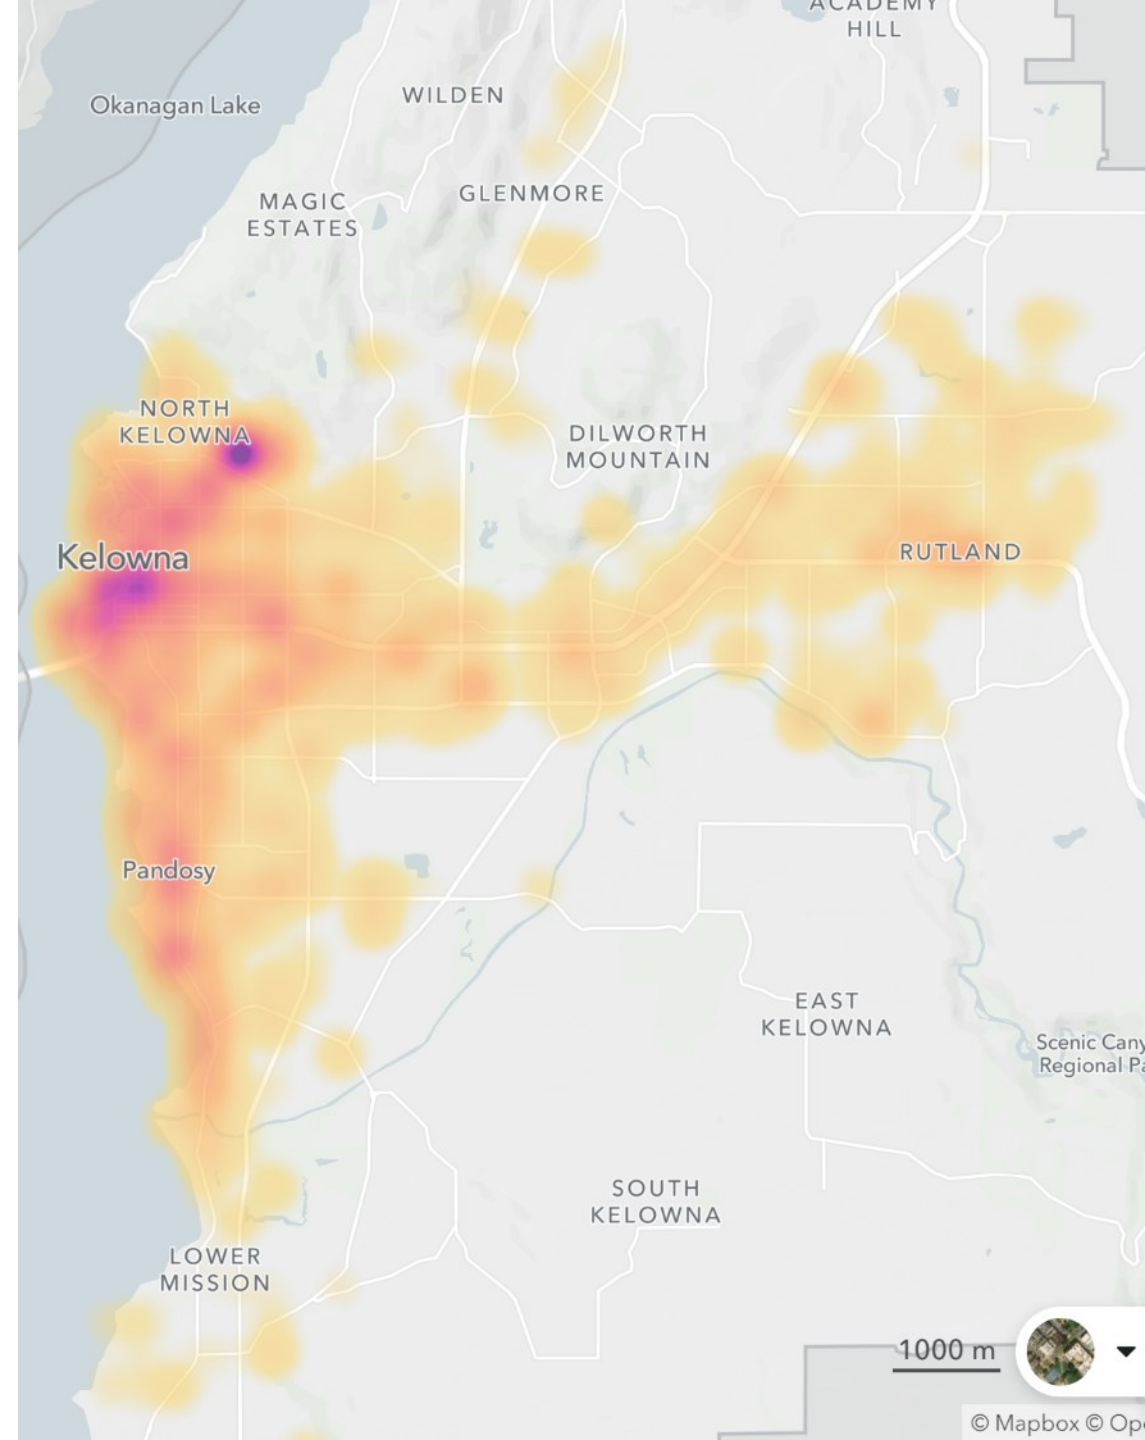 ACADEMY
HILL
Okanagan Lake
WILDEN
GLENMORE
MAGIC
ESTATES
NORTH
KELOWNA
DILWORTH
MOUNTAIN
Kelowna
RUTLAND
Pandosy
EAST
KELOWNA
Scenic Cany
Regional Pa
SOUTH
KELOWNA
LOWER
MISSION
1000 m
© Mapbox © Ope